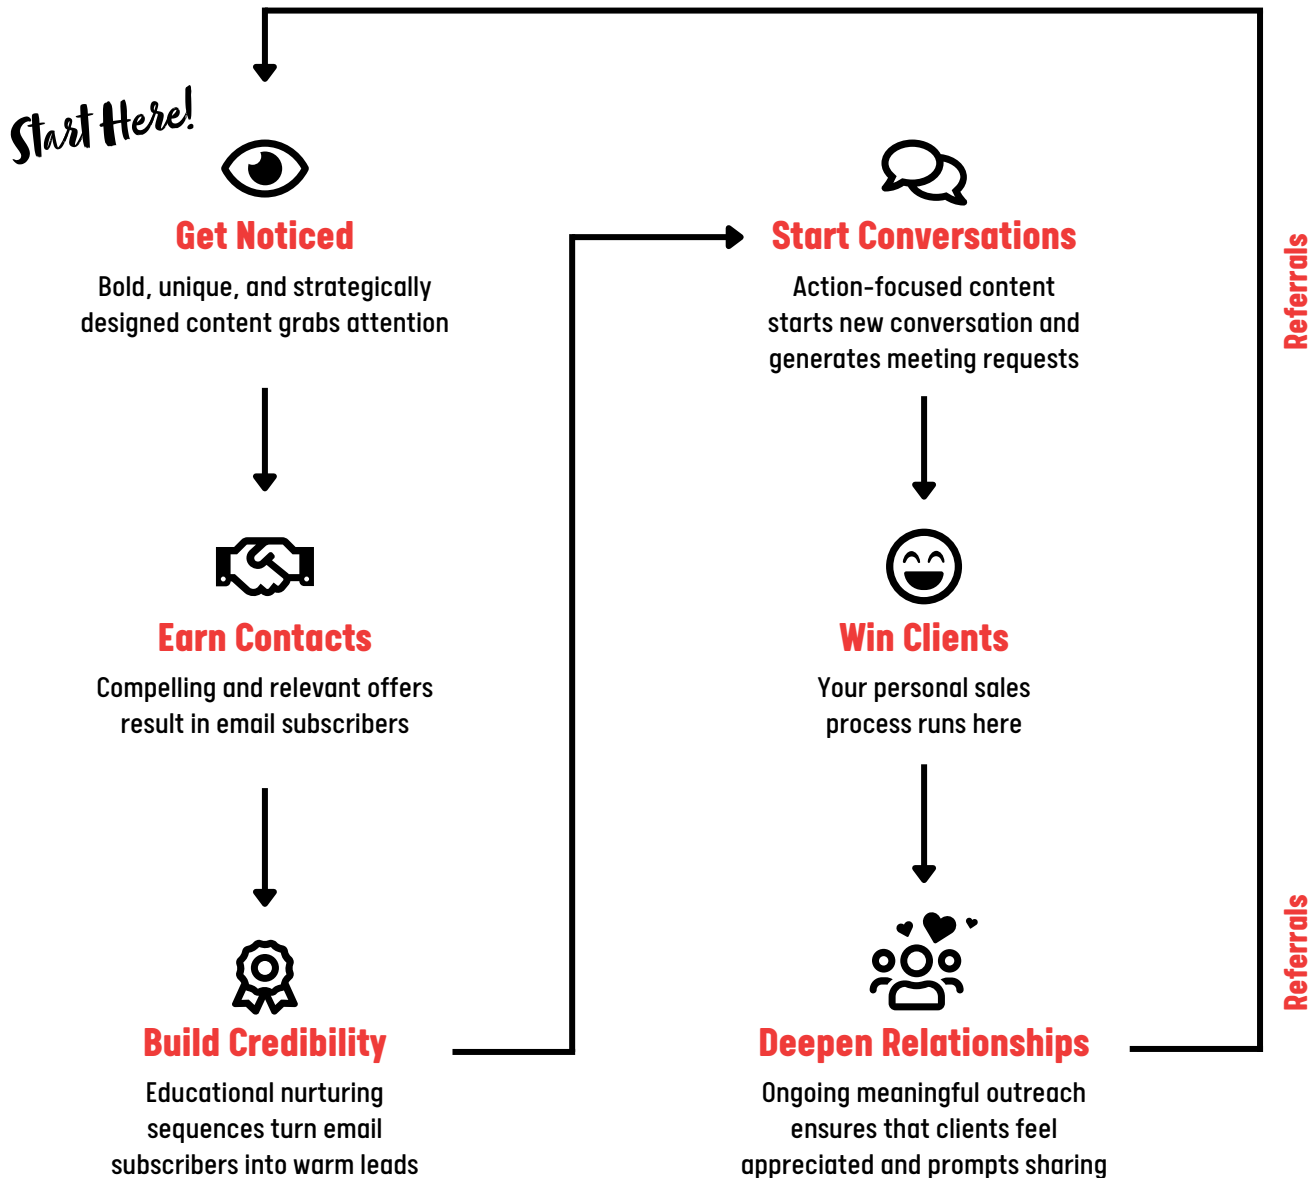 Start Here!
Get Noticed
Bold, unique, and strategically
designed content grabs attention
Earn Contacts
Compelling and relevant offers
result in email subscribers
Build Credibility
Educational nurturing
sequences turn email
subscribers into warm leads
Start Conversations
Action-focused content
starts new conversation and
generates meeting requests
Win Clients
Your personal sales
process runs here
Deepen Relationships
Ongoing meaningful outreach
ensures that clients feel
appreciated and prompts sharing
Referrals
Referrals